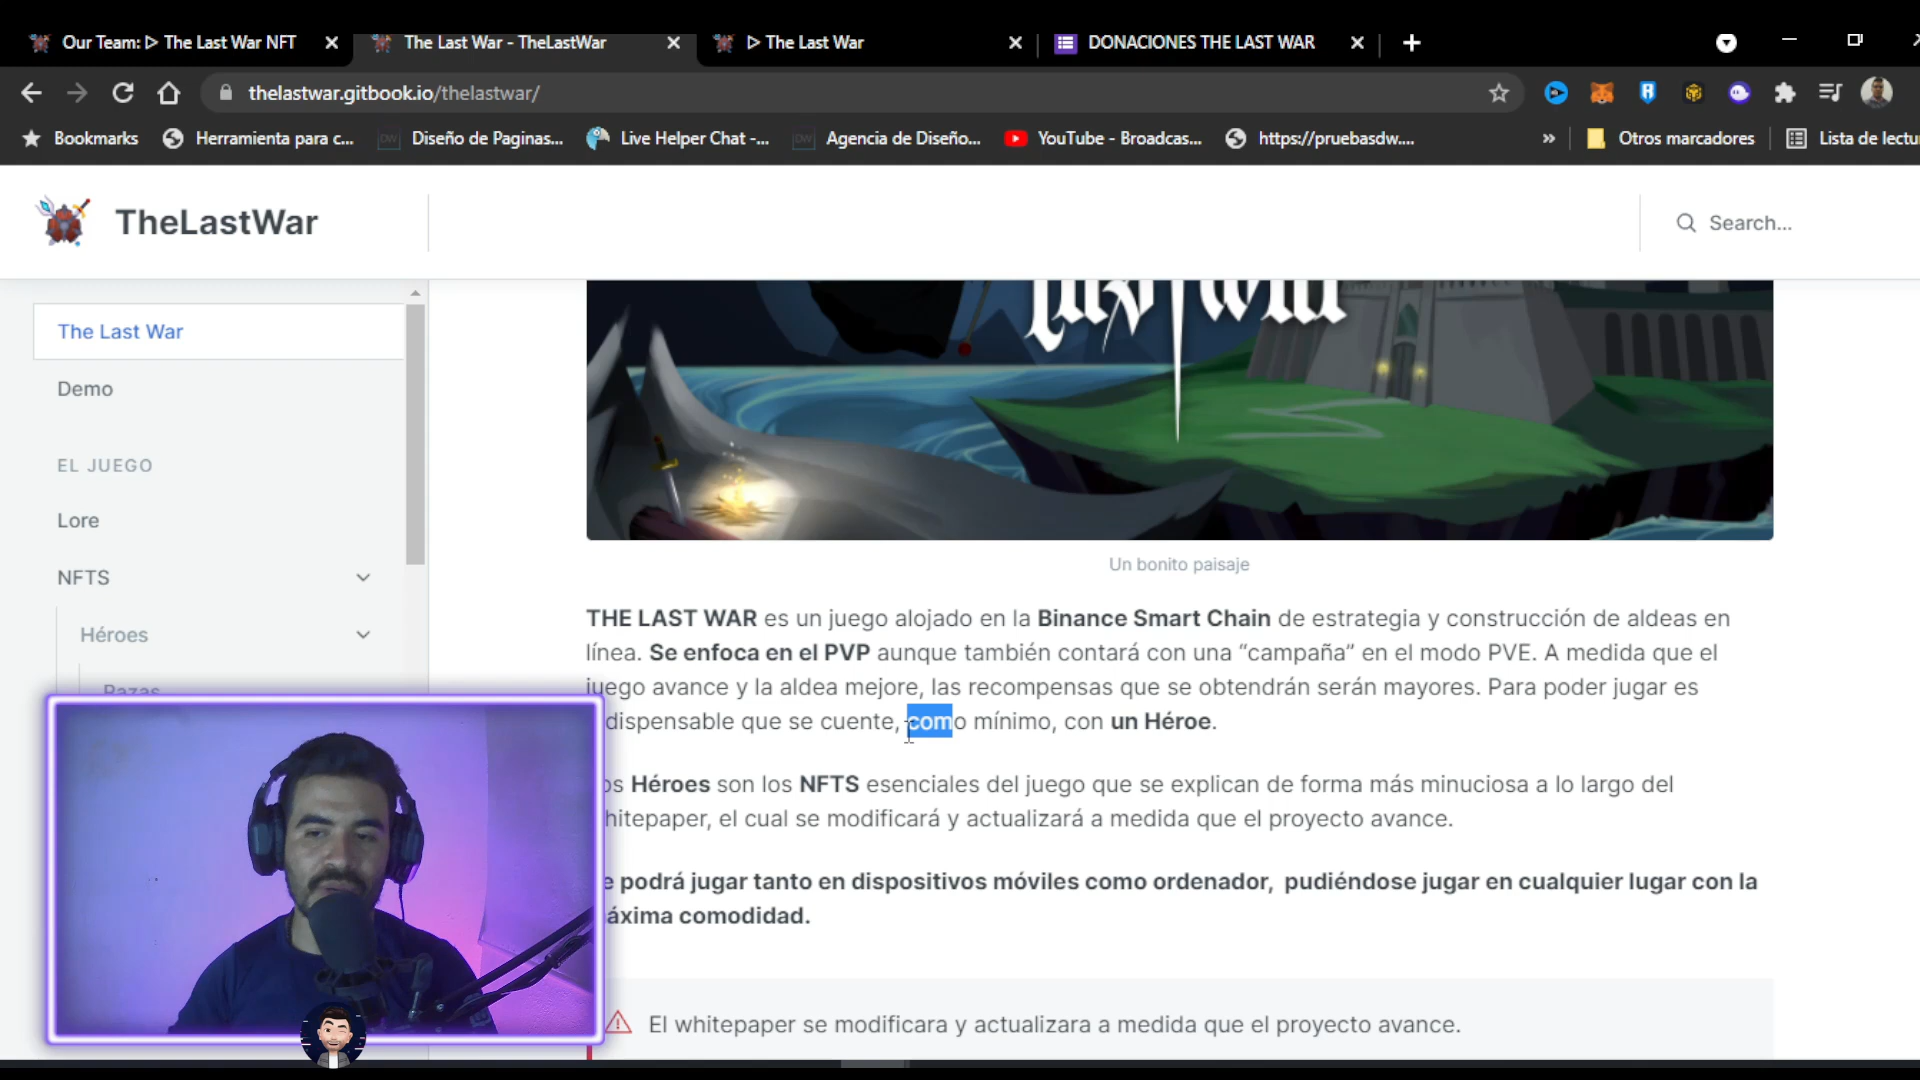 Our Team: ᐅ The Last War NFT
The Last War - TheLastWar
ᐅ The Last War
DONACIONES THE LAST WAR
thelastwar.gitbook.io/thelastwar/
Bookmarks
Herramienta para c...
Diseño de Paginas...
Live Helper Chat -...
Agencia de Diseño...
YouTube - Broadcas...
https://pruebasdw....
»
Otros marcadores
Lista de lectu
TheLastWar
Search...
The Last War
Demo
EL JUEGO
Lore
NFTS
Héroes
Razas
Un bonito paisaje
THE LAST WAR es un juego alojado en la Binance Smart Chain de estrategia y construcción de aldeas en
línea. Se enfoca en el PVP aunque también contará con una “campaña” en el modo PVE. A medida que el
juego avance y la aldea mejore, las recompensas que se obtendrán serán mayores. Para poder jugar es
dispensable que se cuente, como mínimo, con un Héroe.
os Héroes son los NFTS esenciales del juego que se explican de forma más minuciosa a lo largo del
hitepaper, el cual se modificará y actualizará a medida que el proyecto avance.
e podrá jugar tanto en dispositivos móviles como ordenador, pudiéndose jugar en cualquier lugar con la
áxima comodidad.
El whitepaper se modificara y actualizara a medida que el proyecto avance.